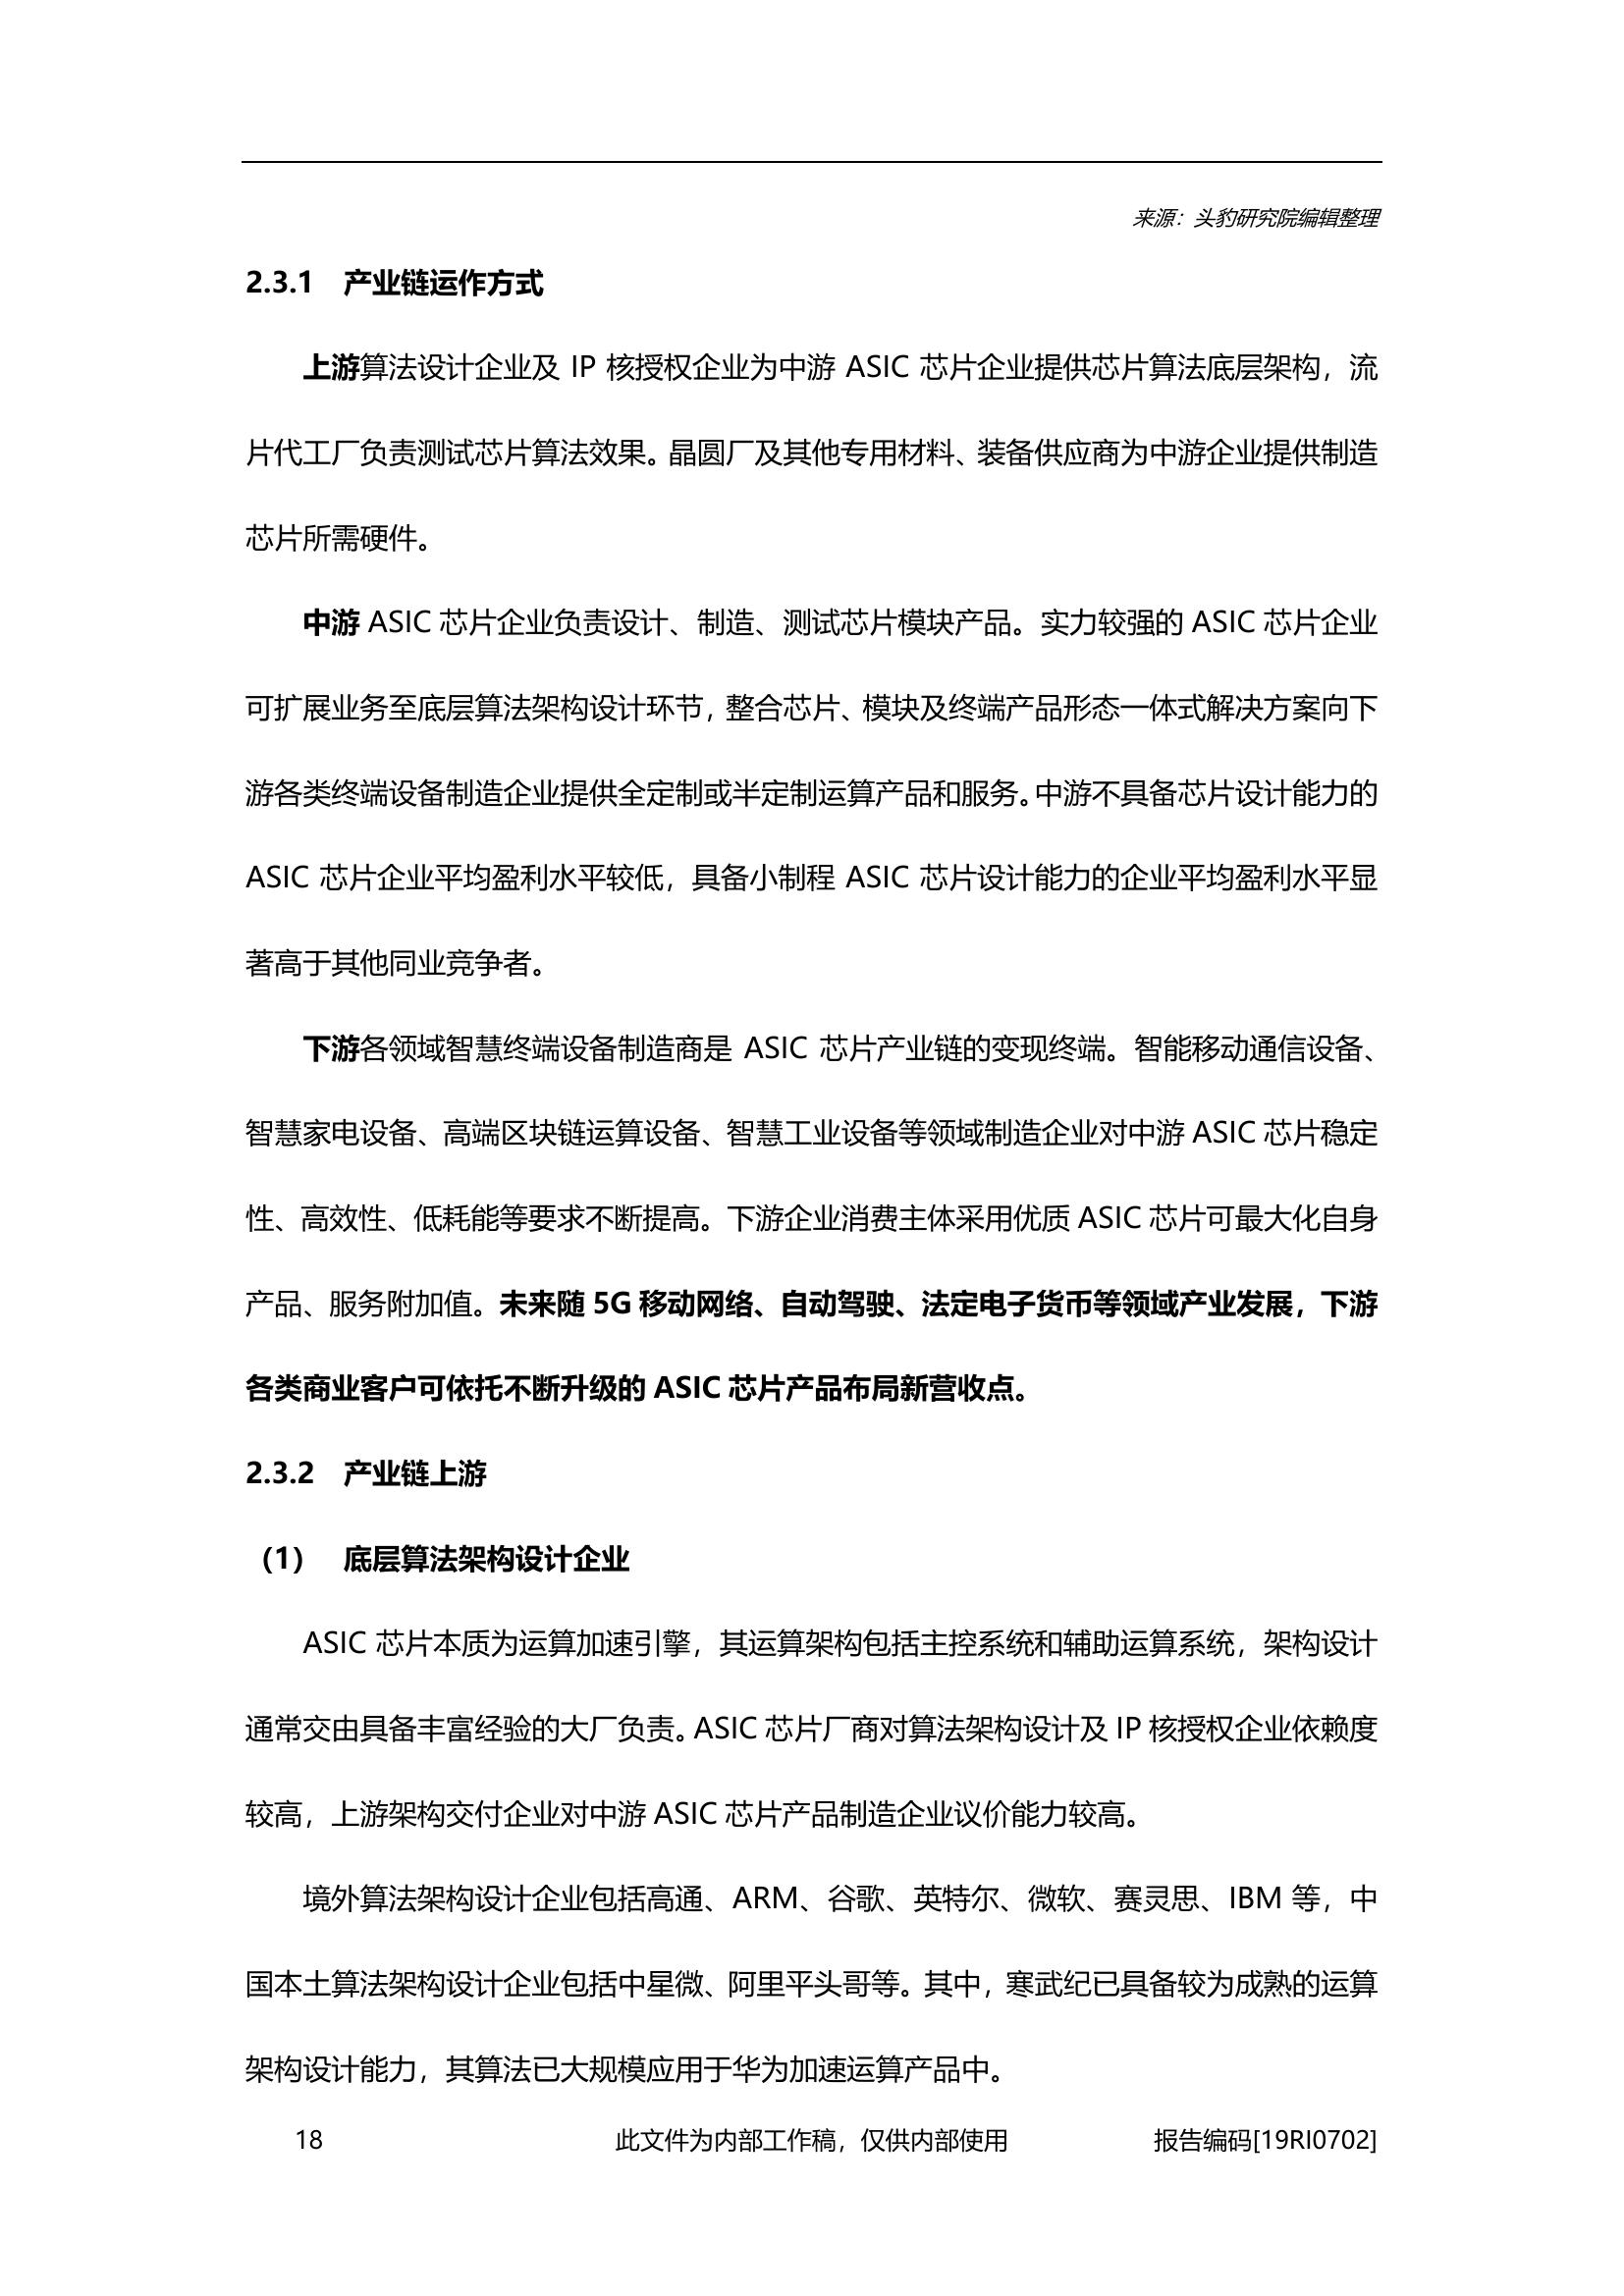 来源：头豹研究院编辑整理
2.3.1 产业链运作方式
上游算法设计企业及 IP 核授权企业为中游 ASIC 芯片企业提供芯片算法底层架构，流
片代工厂负责测试芯片算法效果。晶圆厂及其他专用材料、装备供应商为中游企业提供制造
芯片所需硬件。
中游 ASIC 芯片企业负责设计、制造、测试芯片模块产品。实力较强的 ASIC 芯片企业
可扩展业务至底层算法架构设计环节，整合芯片、模块及终端产品形态一体式解决方案向下
游各类终端设备制造企业提供全定制或半定制运算产品和服务。中游不具备芯片设计能力的
ASIC 芯片企业平均盈利水平较低，具备小制程 ASIC 芯片设计能力的企业平均盈利水平显
著高于其他同业竞争者。
下游各领域智慧终端设备制造商是 ASIC 芯片产业链的变现终端。智能移动通信设备、
智慧家电设备、高端区块链运算设备、智慧工业设备等领域制造企业对中游 ASIC 芯片稳定
性、高效性、低耗能等要求不断提高。下游企业消费主体采用优质 ASIC 芯片可最大化自身
产品、服务附加值。未来随 5G 移动网络、自动驾驶、法定电子货币等领域产业发展，下游
各类商业客户可依托不断升级的 ASIC 芯片产品布局新营收点。
2.3.2 产业链上游
（1） 底层算法架构设计企业
ASIC 芯片本质为运算加速引擎，其运算架构包括主控系统和辅助运算系统，架构设计
通常交由具备丰富经验的大厂负责。ASIC 芯片厂商对算法架构设计及 IP 核授权企业依赖度
较高，上游架构交付企业对中游 ASIC 芯片产品制造企业议价能力较高。
境外算法架构设计企业包括高通、ARM、谷歌、英特尔、微软、赛灵思、IBM 等，中
国本土算法架构设计企业包括中星微、阿里平头哥等。其中，寒武纪已具备较为成熟的运算
架构设计能力，其算法已大规模应用于华为加速运算产品中。
18 此文件为内部工作稿，仅供内部使用 报告编码[19RI0702]